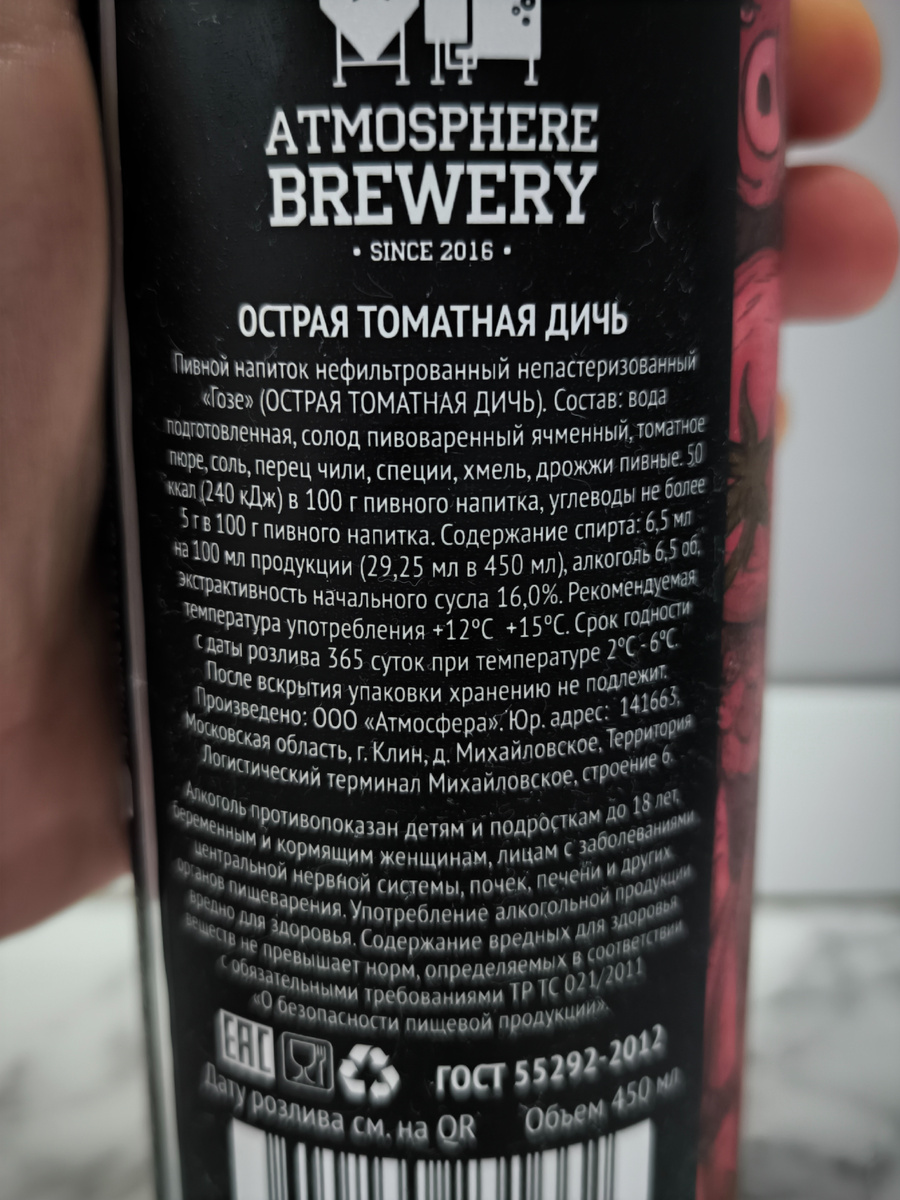 ATMOSPHERE
BREWERY
• SINCE 2016 •
ОСТРАЯ ТОМАТНАЯ ДИЧЬ
Пивной напиток нефильтрованный непастеризованный
«Гозе» (ОСТРАЯ ТОМАТНАЯ ДИЧЬ). Состав: вода
подготовленная, солод пивоваренный ячменный, томатное
пюре, соль, перец чили, специи, хмель, дрожжи пивные. 50
ккал (240 кДж) в 100 г пивного напитка, углеводы не более
5 г в 100 г пивного напитка. Содержание спирта: 6,5 мл
на 100 мл продукции (29,25 мл в 450 мл), алкоголь 6,5 об,
экстрактивность начального сусла 16,0%. Рекомендуемая
температура употребления +12°С +15°С. Срок годности
с даты розлива 365 суток при температуре 2°С - 6°С.
После вскрытия упаковки хранению не подлежит.
Произведено: ООО «Атмосфера». Юр. адрес: 141663,
Московская область, г. Клин, д. Михайловское, Территория
Логистический терминал Михайловское, строение 6.
Алкоголь противопоказан детям и подросткам до 18 лет,
беременным и кормящим женщинам, лицам с заболеваниями
центральной нервной системы, почек, печени и других
органов пищеварения. Употребление алкогольной продукции
вредно для здоровья. Содержание вредных для здоровья
веществ не превышает норм, определяемых в соответствии
с обязательными требованиями ТР ТС 021/2011
«О безопасности пищевой продукции».
EAC ГОСТ 55292-2012
Дату розлива см. на QR Объем 450 мл